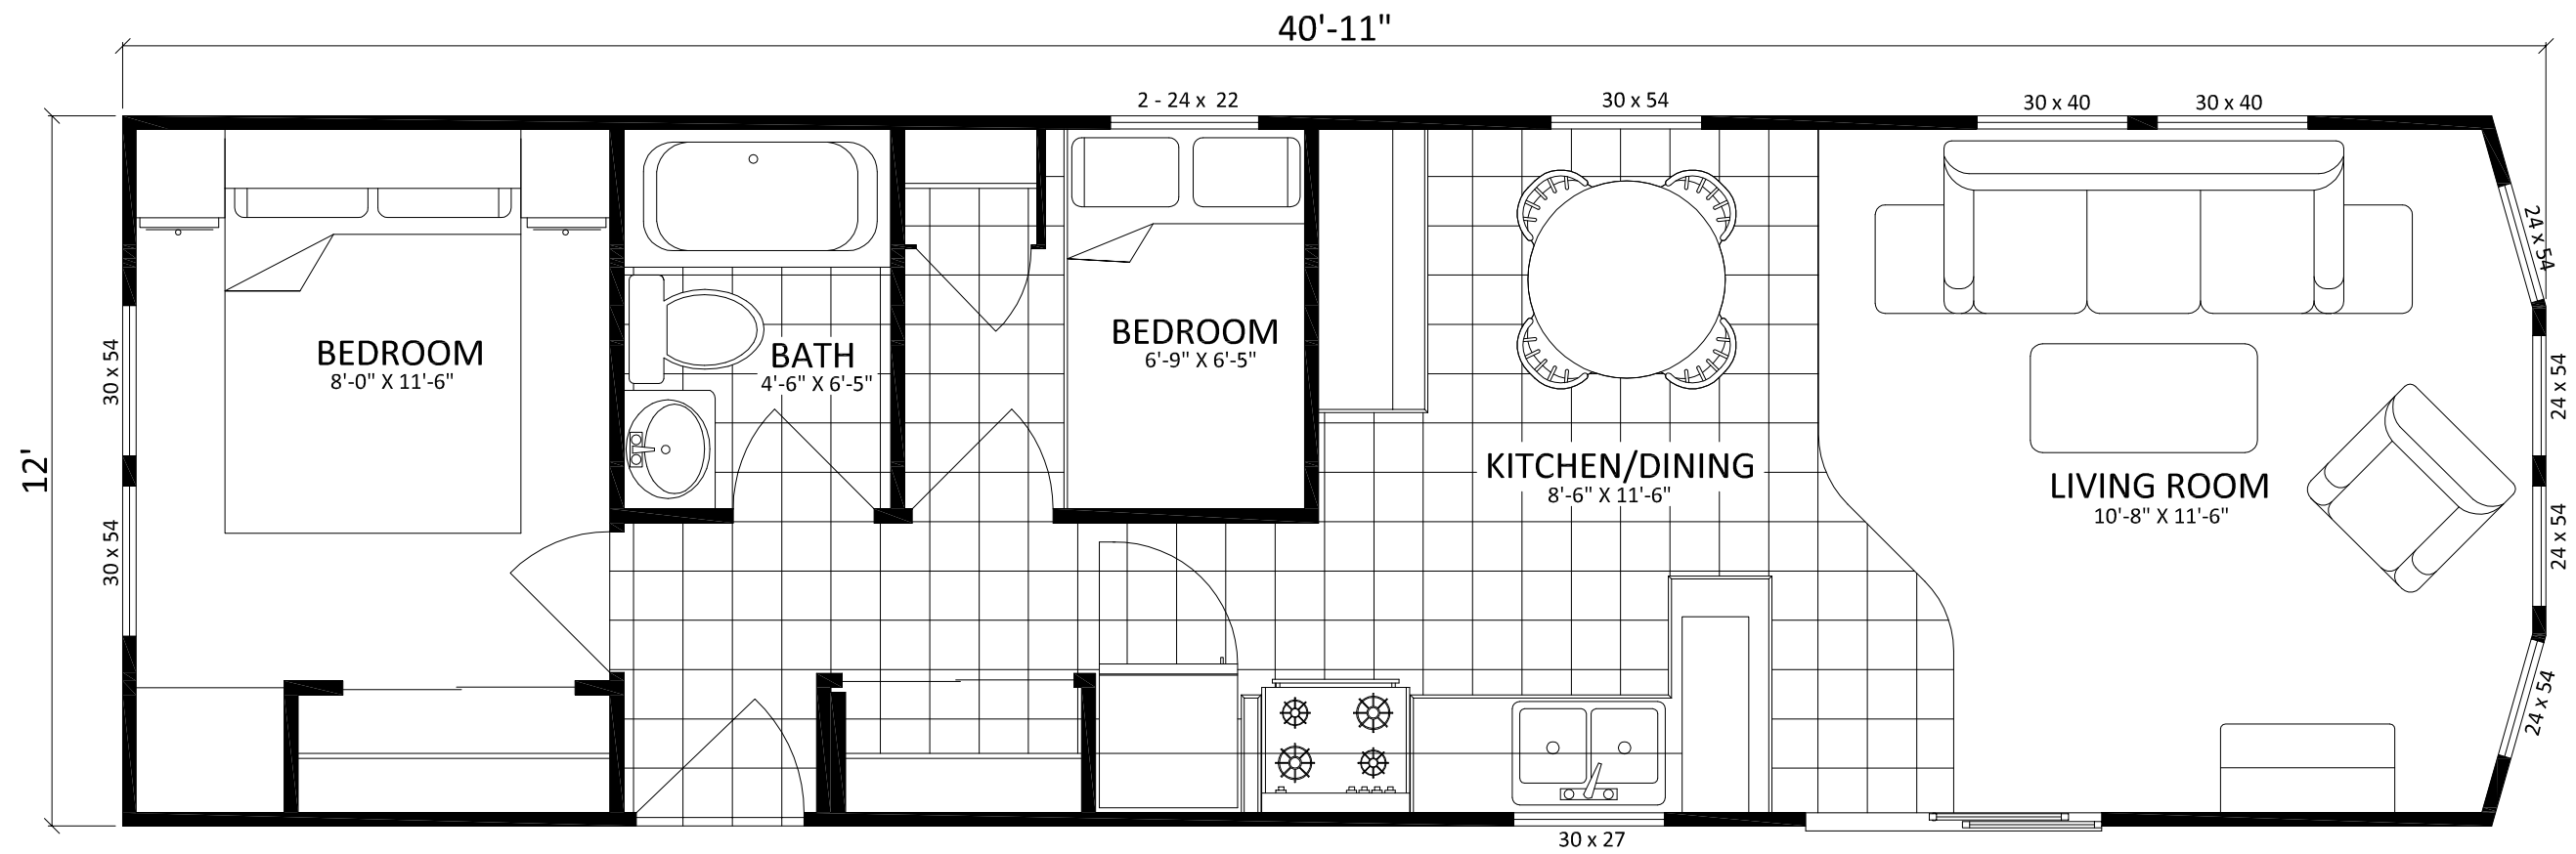 40'-11"
2 - 24 x 22
30 x 54
30 x 40
30 x 40
24 x 54
12'
30 x 54
30 x 54
BEDROOM
8'-0" X 11'-6"
BATH
4'-6" X 6'-5"
BEDROOM
6'-9" X 6'-5"
KITCHEN/DINING
8'-6" X 11'-6"
LIVING ROOM
10'-8" X 11'-6"
24 x 54
24 x 54
24 x 54
30 x 27